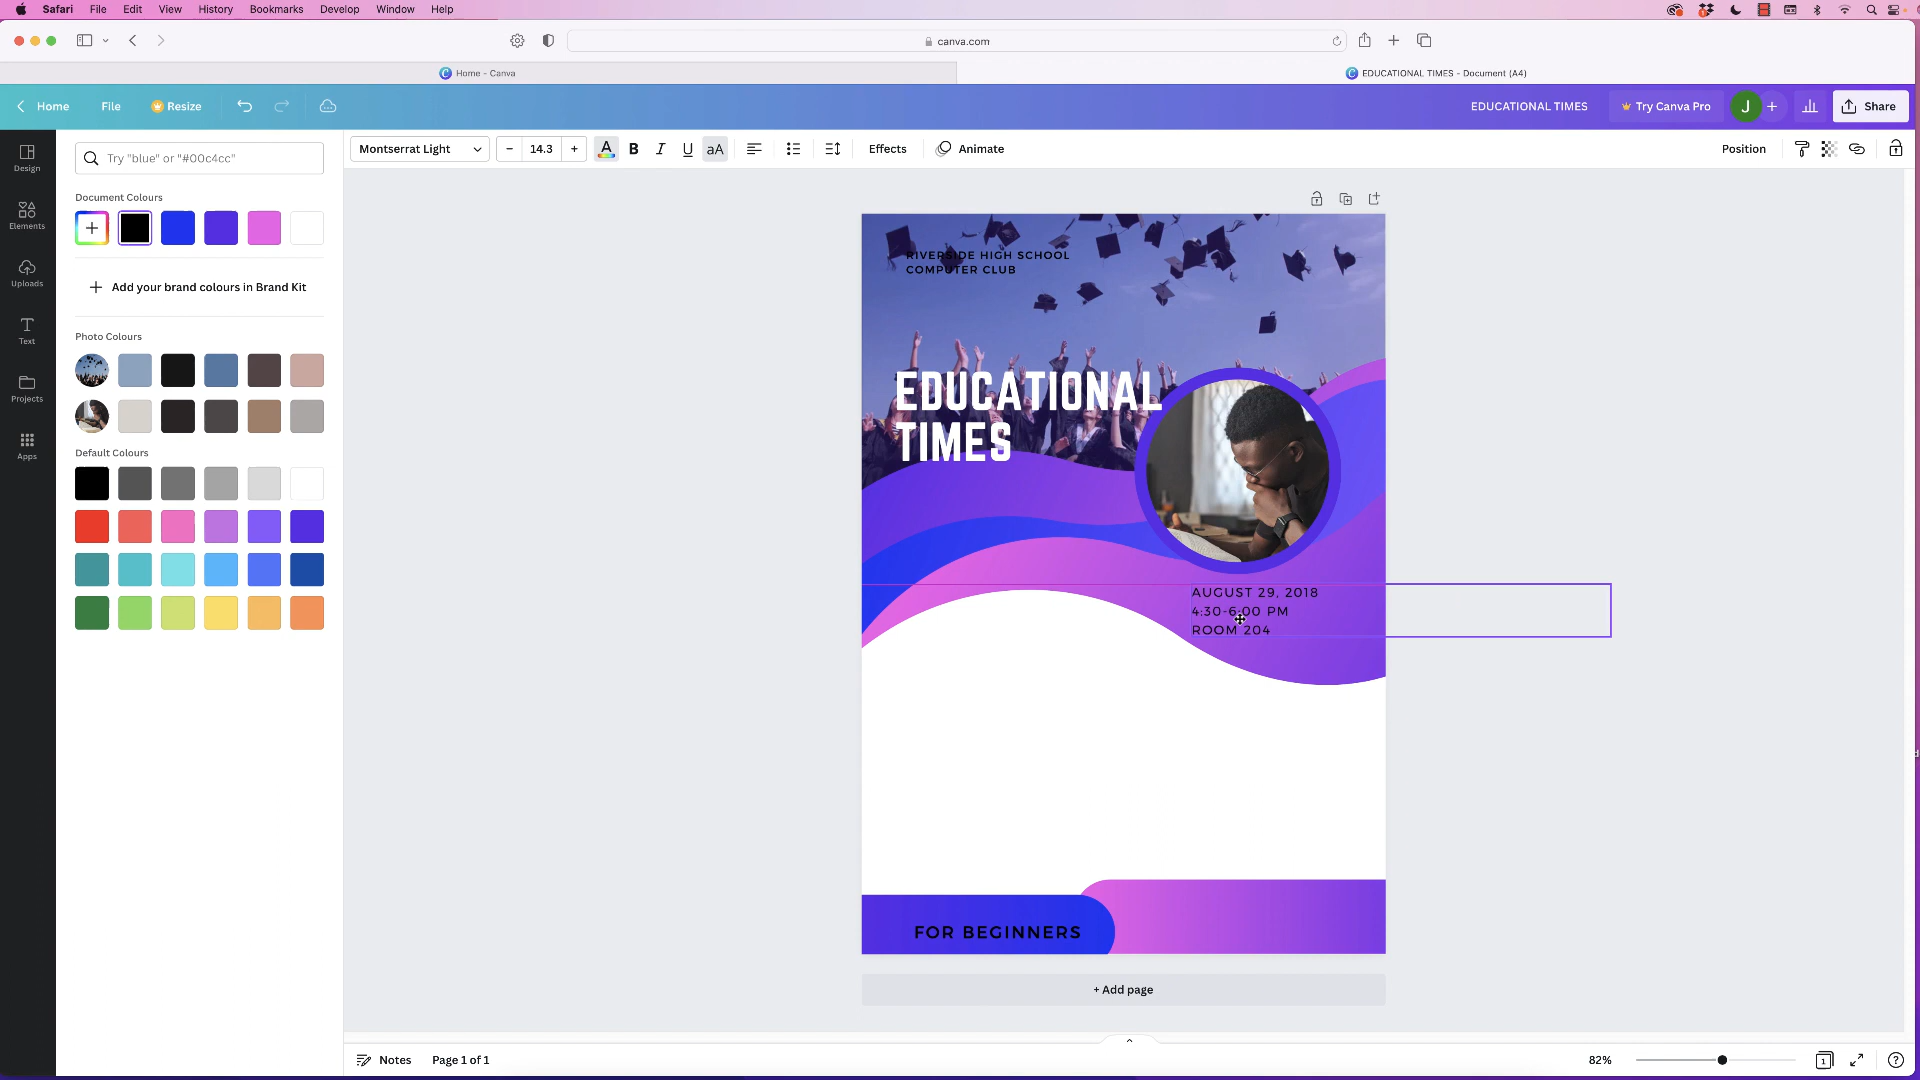 Safari File Edit View History Bookmarks Develop Window Help
canva.com
Home - Canva
EDUCATIONAL TIMES - Document (A4)
Home File Resize
EDUCATIONAL TIMES Try Canva Pro J Share
Design
Elements
Uploads
Text
Projects
Apps
Try "blue" or "#00c4cc"
Document Colours
Add your brand colours in Brand Kit
Photo Colours
Default Colours
Montserrat Light 14.3 A B I U aA Effects Animate Position
RIVERSIDE HIGH SCHOOL
COMPUTER CLUB
EDUCATIONAL
TIMES
AUGUST 29, 2018
4:30-6:00 PM
ROOM 204
FOR BEGINNERS
+ Add page
Notes Page 1 of 1 82% 1